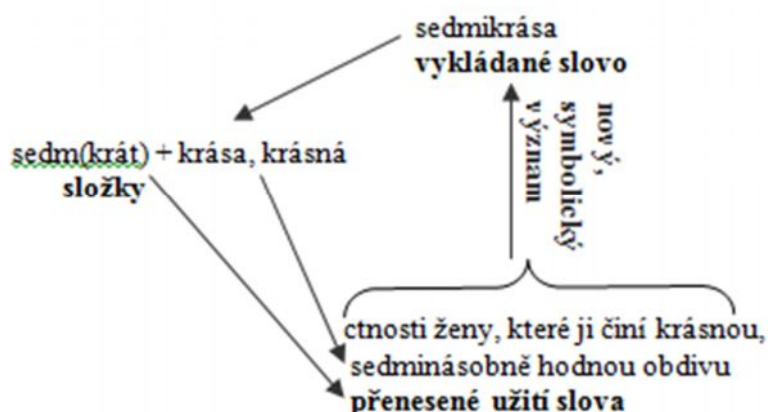 sedmikrása
vykládané slovo
nový,
symbolický
význam
sedm(krát) + krása, krásná
složky
ctnosti ženy, které ji činí krásnou,
sedminásobně hodnou obdivu
přenesené užití slova